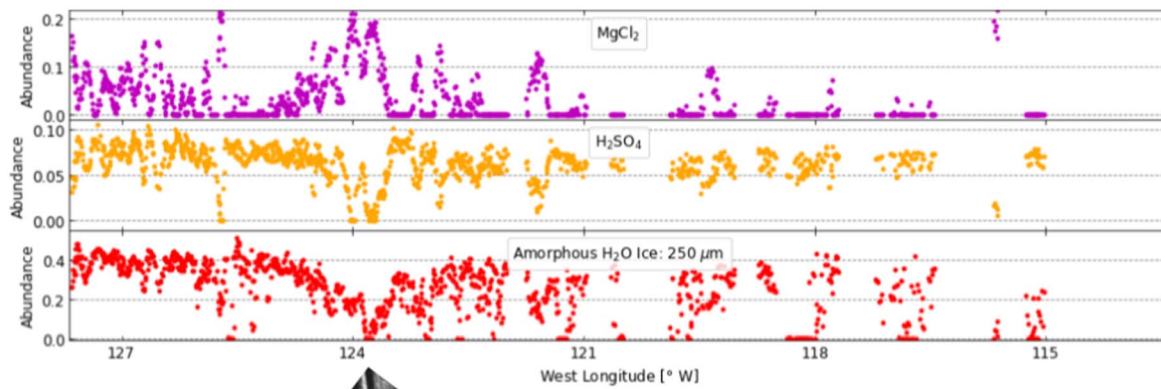 0.2
MgCl₂
Abundance
0.1
0.0
0.10
H₂SO₄
Abundance
0.05
0.00
Amorphous H₂O Ice: 250 μm
0.4
Abundance
0.2
0.0
127 124 121 118 115
West Longitude [° W]